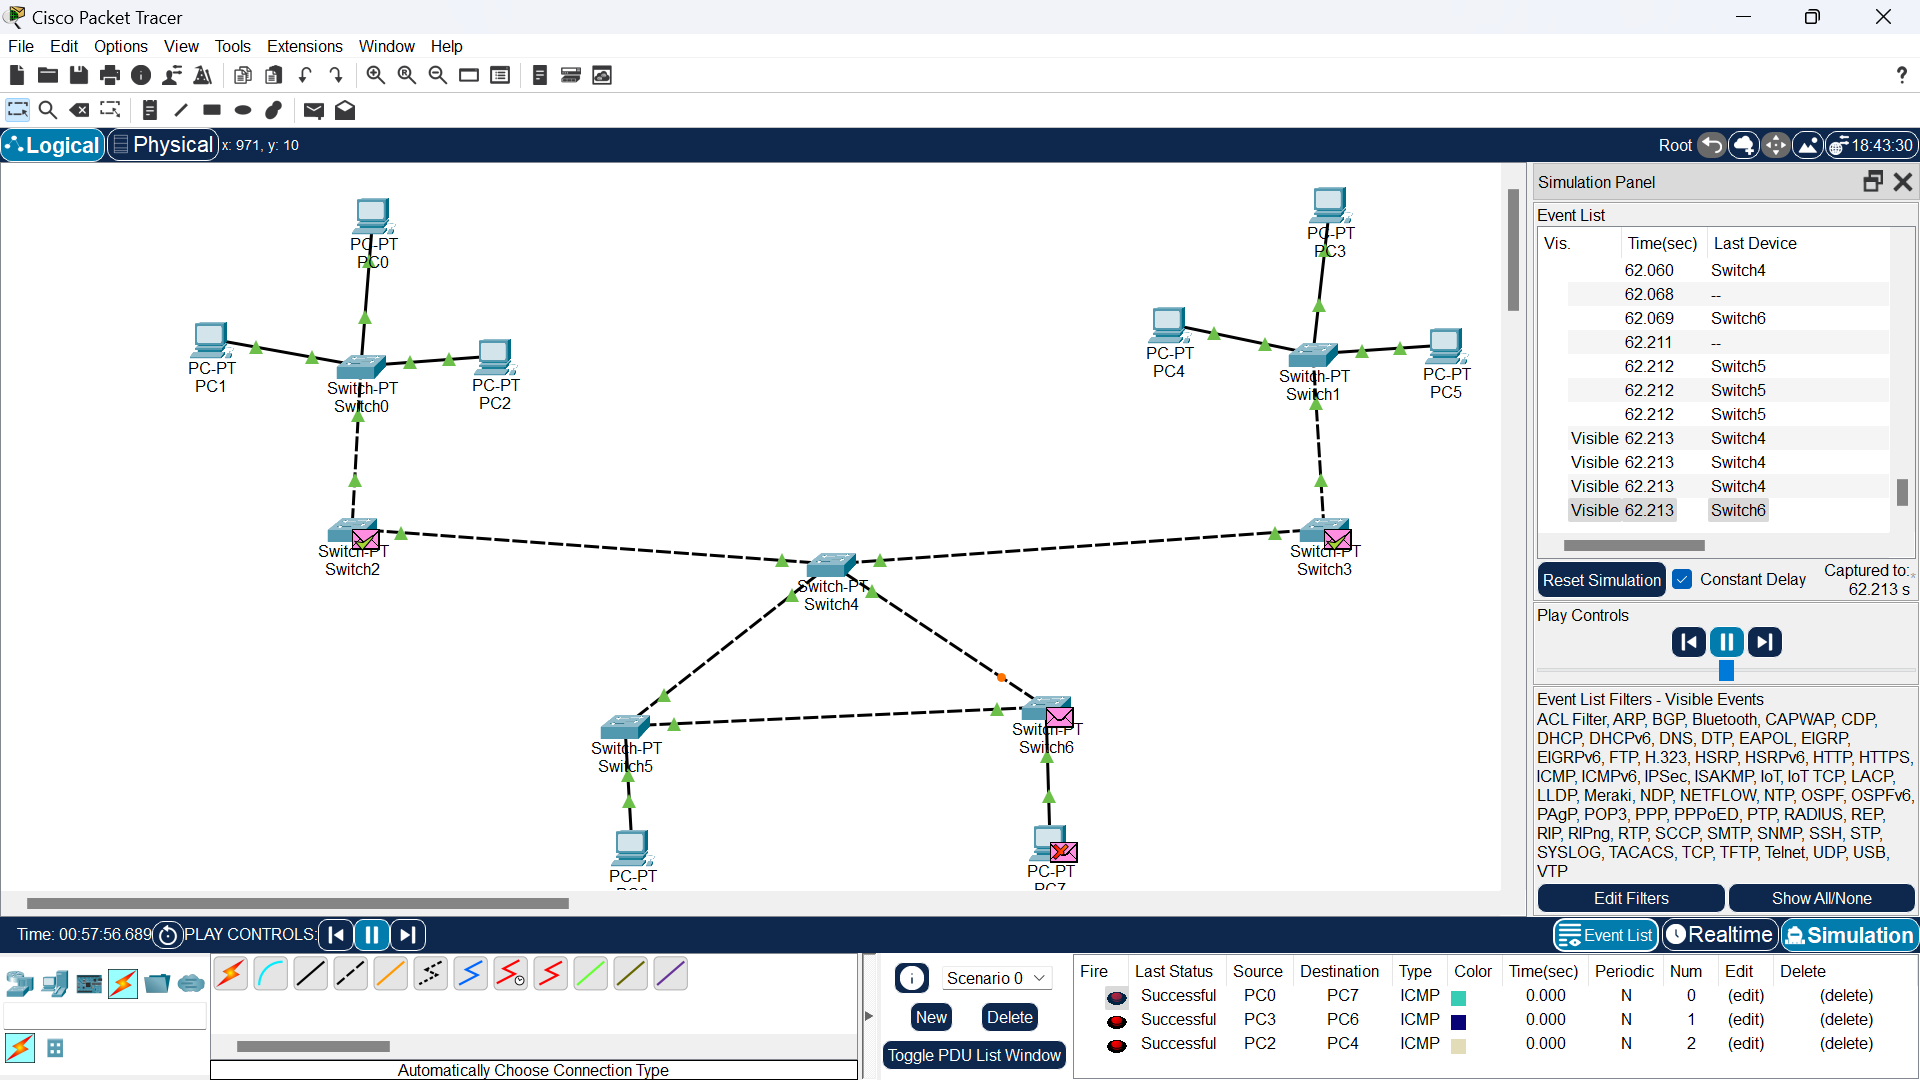 Cisco Packet Tracer
File Edit Options View Tools Extensions Window Help
?
Logical Physical x: 971, y: 10 Root 18:43:30
PC-PT
PC0
PC-PT
PC1
PC-PT
PC2
Switch-PT
Switch0
PC-PT
PC3
PC-PT
PC4
PC-PT
PC5
Switch-PT
Switch1
Switch-PT
Switch2
Switch-PT
Switch3
Switch-PT
Switch4
Switch-PT
Switch5
Switch-PT
Switch6
PC-PT
PC-PT
PC7
Simulation Panel
Event List
Vis. Time(sec) Last Device
62.060 Switch4
62.068 --
62.069 Switch6
62.211 --
62.212 Switch5
62.212 Switch5
62.212 Switch5
Visible 62.213 Switch4
Visible 62.213 Switch4
Visible 62.213 Switch4
Visible 62.213 Switch6
Reset Simulation Constant Delay Captured to:*
62.213 s
Play Controls
Event List Filters - Visible Events
ACL Filter, ARP, BGP, Bluetooth, CAPWAP, CDP,
DHCP, DHCPv6, DNS, DTP, EAPOL, EIGRP,
EIGRPv6, FTP, H.323, HSRP, HSRPv6, HTTP, HTTPS,
ICMP, ICMPv6, IPSec, ISAKMP, IoT, IoT TCP, LACP,
LLDP, Meraki, NDP, NETFLOW, NTP, OSPF, OSPFv6,
PAgP, POP3, PPP, PPPoED, PTP, RADIUS, REP,
RIP, RIPng, RTP, SCCP, SMTP, SNMP, SSH, STP,
SYSLOG, TACACS, TCP, TFTP, Telnet, UDP, USB,
VTP
Edit Filters Show All/None
Time: 00:57:56.689 PLAY CONTROLS: Event List Realtime Simulation
Automatically Choose Connection Type
Scenario 0
New Delete
Toggle PDU List Window
Fire Last Status Source Destination Type Color Time(sec) Periodic Num Edit Delete
Successful PC0 PC7 ICMP 0.000 N 0 (edit) (delete)
Successful PC3 PC6 ICMP 0.000 N 1 (edit) (delete)
Successful PC2 PC4 ICMP 0.000 N 2 (edit) (delete)